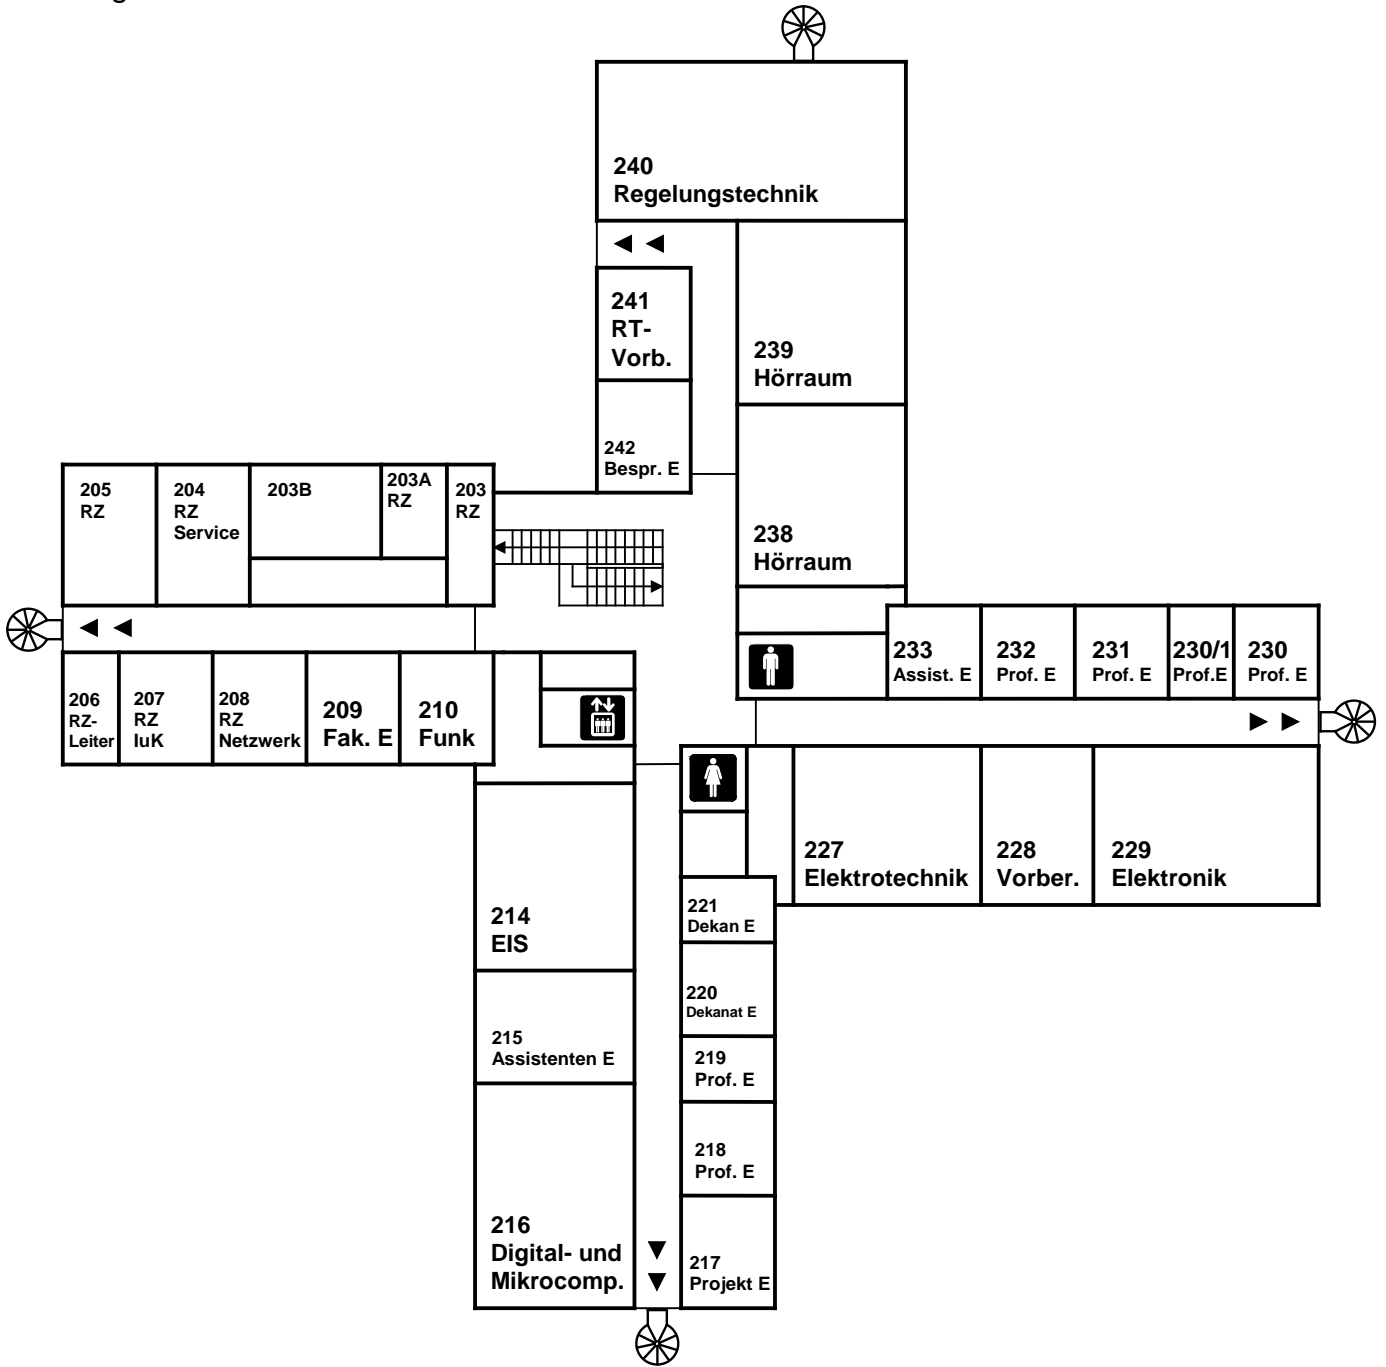 240
Regelungstechnik
241
RT-
Vorb.
239
Hörraum
242
Bespr. E
205
RZ
204
RZ
Service
203B
203A
RZ
203
RZ
238
Hörraum
233
Assist. E
232
Prof. E
231
Prof. E
230/1
Prof.E
230
Prof. E
206
RZ-
Leiter
207
RZ
IuK
208
RZ
Netzwerk
209
Fak. E
210
Funk
227
Elektrotechnik
228
Vorber.
229
Elektronik
214
EIS
221
Dekan E
220
Dekanat E
215
Assistenten E
219
Prof. E
218
Prof. E
216
Digital- und
Mikrocomp.
217
Projekt E